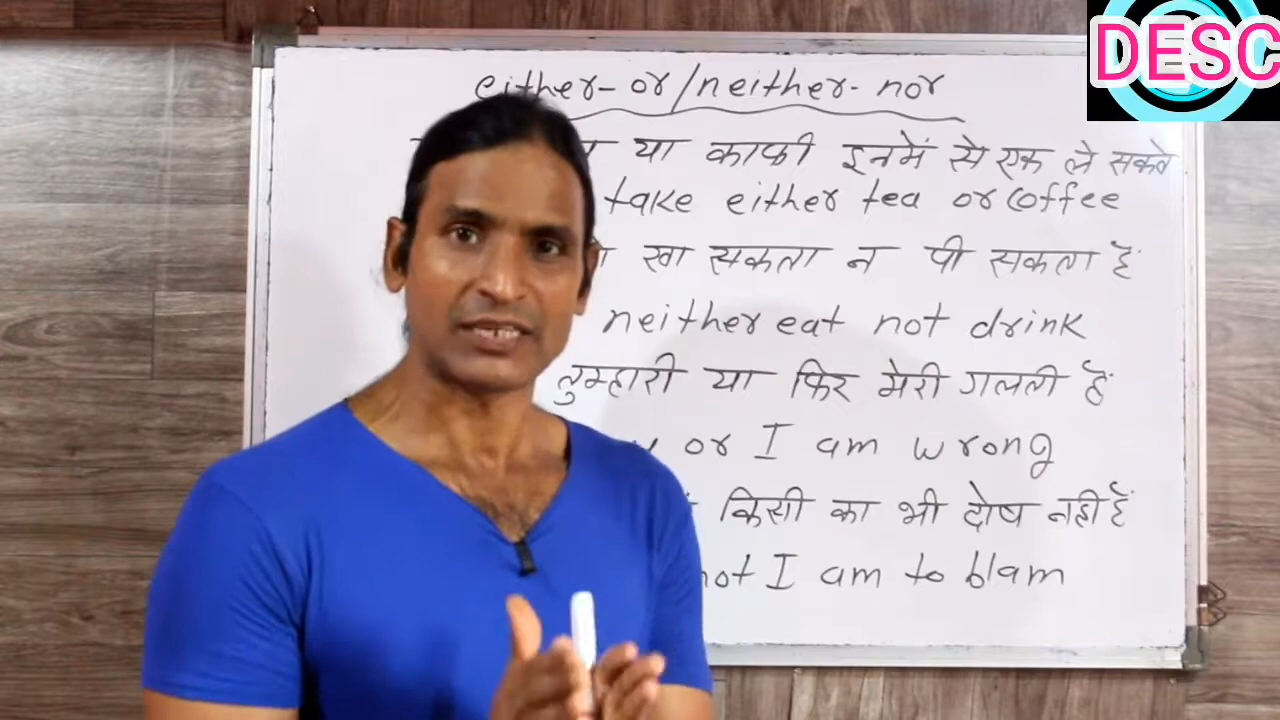 DESC
either-or/neither-nor
या काफी इनमें से एक ले सकते
take either tea or coffee
खा सकता न पी सकता हैं
neither eat not drink
तुम्हारी या फिर मेरी गलती हैं
or I am wrong
किसी का भी दोष नहीं हैं
not I am to blam